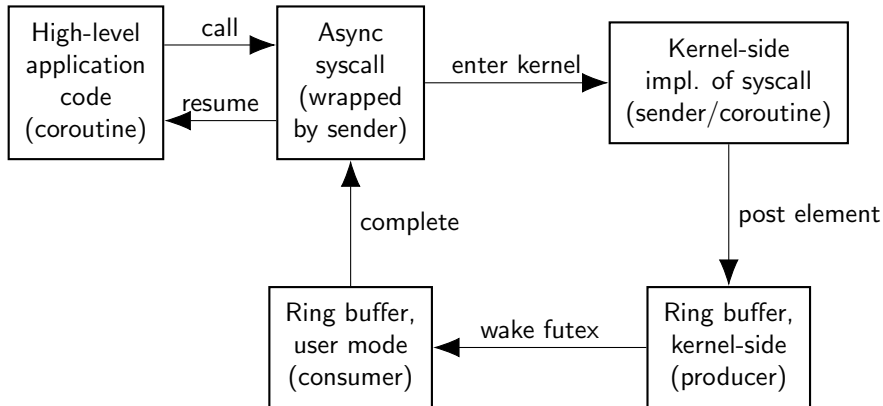 High-level
application
code
(coroutine)
call
resume
Async
syscall
(wrapped
by sender)
enter kernel
Kernel-side
impl. of syscall
(sender/coroutine)
post element
complete
Ring buffer,
user mode
(consumer)
wake futex
Ring buffer,
kernel-side
(producer)